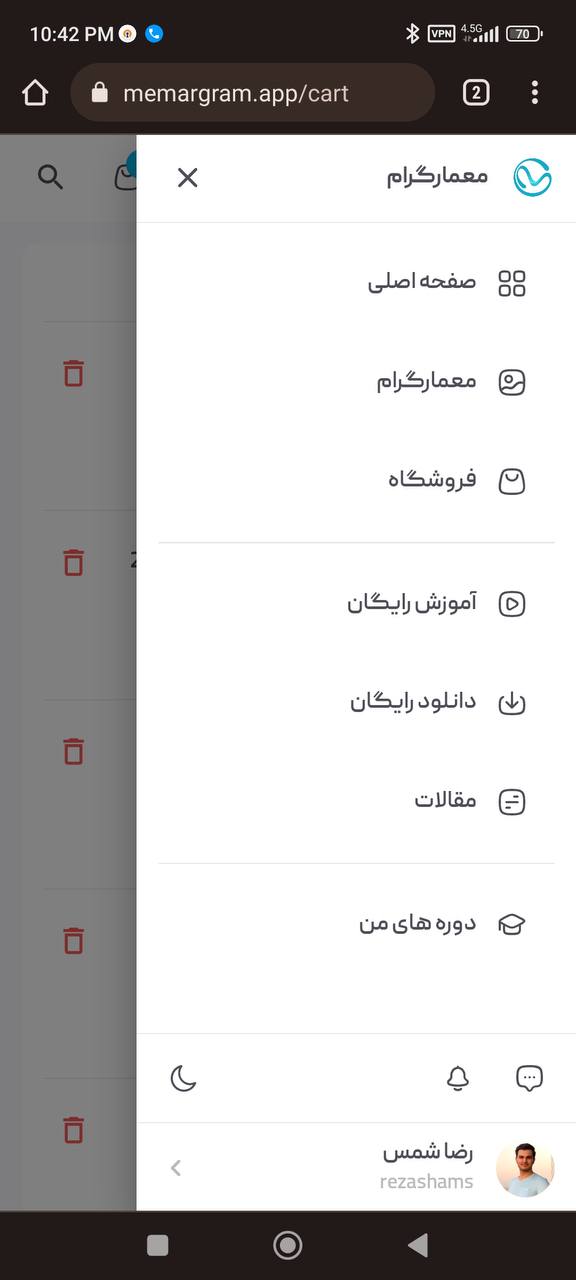 10:42 PM
VPN
4.5G
70
memargram.app/cart
2
معمارگرام
صفحه اصلی
معمارگرام
فروشگاه
آموزش رایگان
دانلود رایگان
مقالات
دوره های من
رضا شمس
rezashams